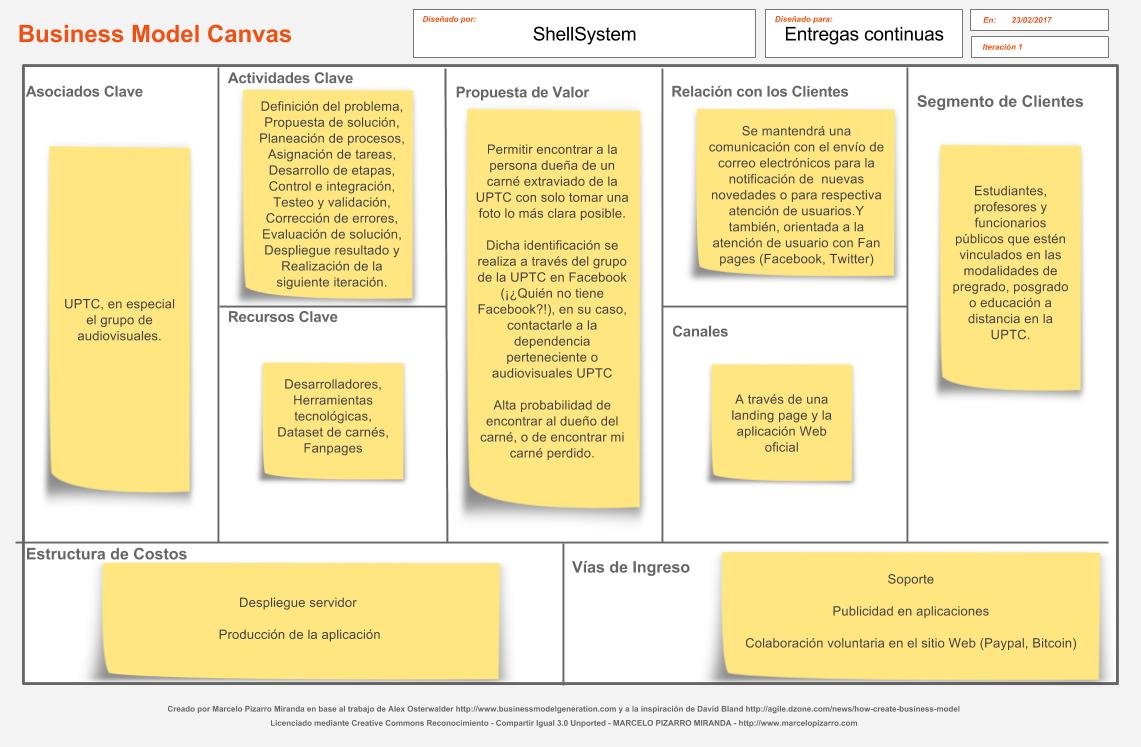 Business Model Canvas
Diseñado por:
ShellSystem
Diseñado para:
Entregas continuas
En: 23/02/2017
Iteración 1
Asociados Clave
UPTC, en especial
el grupo de
audiovisuales.
Actividades Clave
Definición del problema,
Propuesta de solución,
Planeación de procesos,
Asignación de tareas,
Desarrollo de etapas,
Control e integración,
Testeo y validación,
Corrección de errores,
Evaluación de solución,
Despliegue resultado y
Realización de la
siguiente iteración.
Recursos Clave
Desarrolladores,
Herramientas
tecnológicas,
Dataset de carnés,
Fanpages
Propuesta de Valor
Permitir encontrar a la
persona dueña de un
carné extraviado de la
UPTC con solo tomar una
foto lo más clara posible.
Dicha identificación se
realiza a través del grupo
de la UPTC en Facebook
(¡¿Quién no tiene
Facebook?!), en su caso,
contactarle a la
dependencia
perteneciente o
audiovisuales UPTC
Alta probabilidad de
encontrar al dueño del
carné, o de encontrar mi
carné perdido.
Relación con los Clientes
Se mantendrá una
comunicación con el envío de
correo electrónicos para la
notificación de nuevas
novedades o para respectiva
atención de usuarios.Y
también, orientada a la
atención de usuario con Fan
pages (Facebook, Twitter)
Canales
A través de una
landing page y la
aplicación Web
oficial
Segmento de Clientes
Estudiantes,
profesores y
funcionarios
públicos que estén
vinculados en las
modalidades de
pregrado, posgrado
o educación a
distancia en la
UPTC.
Estructura de Costos
Despliegue servidor
Producción de la aplicación
Vías de Ingreso
Soporte
Publicidad en aplicaciones
Colaboración voluntaria en el sitio Web (Paypal, Bitcoin)
Creado por Marcelo Pizarro Miranda en base al trabajo de Alex Osterwalder http://www.businessmodelgeneration.com y a la inspiración de David Bland http://agile.dzone.com/news/how-create-business-model
Licenciado mediante Creative Commons Reconocimiento - Compartir Igual 3.0 Unported - MARCELO PIZARRO MIRANDA - http://www.marcelopizarro.com